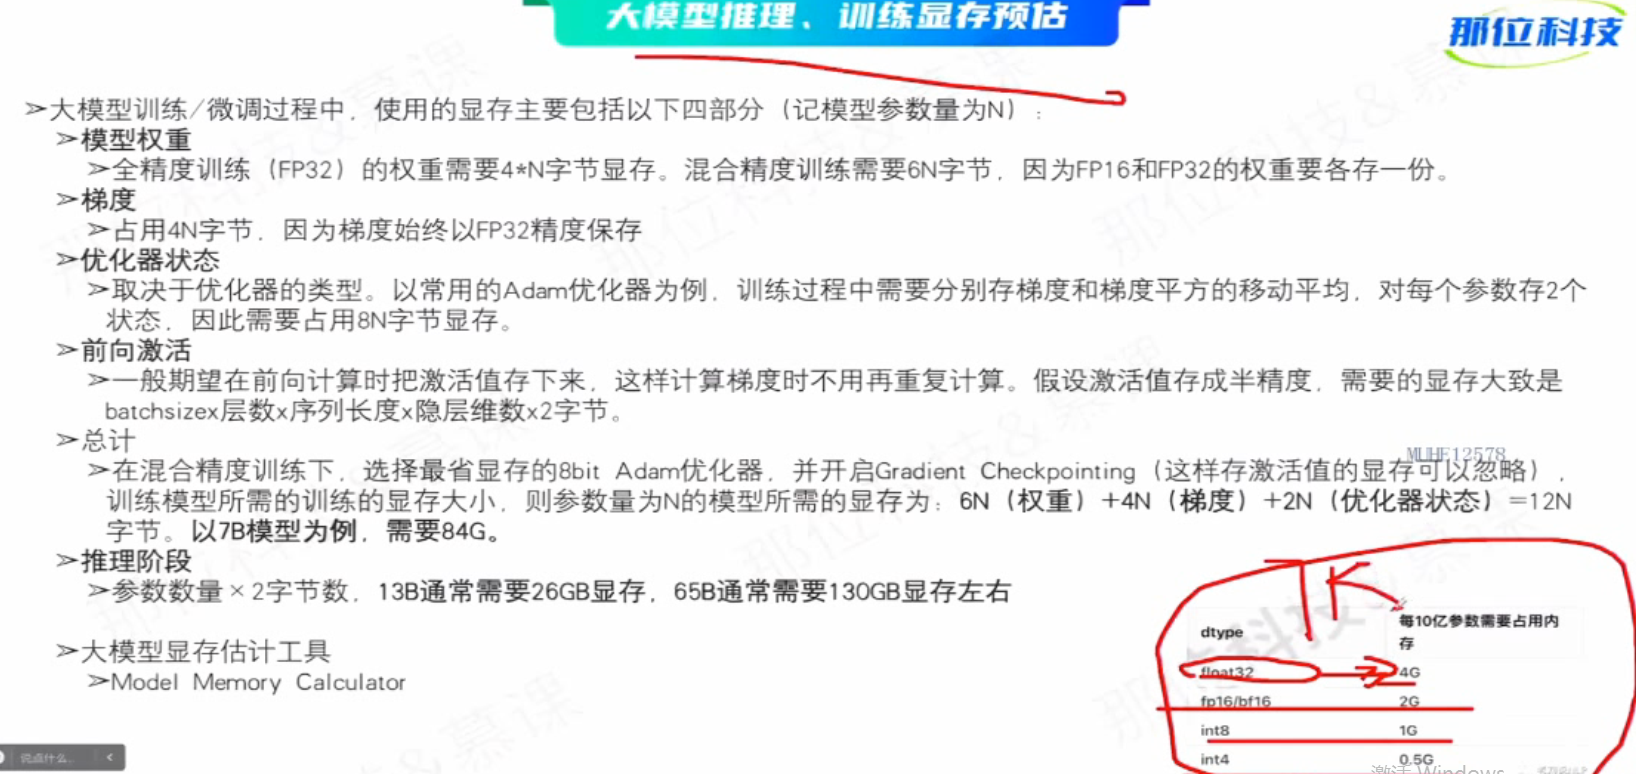 大模型推理、训练显存预估
那位科技
➢大模型训练/微调过程中，使用的显存主要包括以下四部分（记模型参数量为N）：
➢模型权重
➢全精度训练（FP32）的权重需要4*N字节显存。混合精度训练需要6N字节，因为FP16和FP32的权重要各存一份。
➢梯度
➢占用4N字节，因为梯度始终以FP32精度保存
➢优化器状态
➢取决于优化器的类型。以常用的Adam优化器为例，训练过程中需要分别存梯度和梯度平方的移动平均，对每个参数存2个
状态，因此需要占用8N字节显存。
➢前向激活
➢一般期望在前向计算时把激活值存下来，这样计算梯度时不用再重复计算。假设激活值存成半精度，需要的显存大致是
batchsizex层数x序列长度x隐层维数x2字节。
➢总计
MUHE12578
➢在混合精度训练下，选择最省显存的8bit Adam优化器，并开启Gradient Checkpointing（这样存激活值的显存可以忽略），
训练模型所需的训练的显存大小，则参数量为N的模型所需的显存为：6N（权重）+4N（梯度）+2N（优化器状态）=12N
字节。以7B模型为例，需要84G。
➢推理阶段
➢参数数量×2字节数，13B通常需要26GB显存，65B通常需要130GB显存左右
➢大模型显存估计工具
➢Model Memory Calculator
dtype 每10亿参数需要占用内
存
float32 4G
fp16/bf16 2G
int8 1G
int4 0.5G
说点什么...
激活 Windows